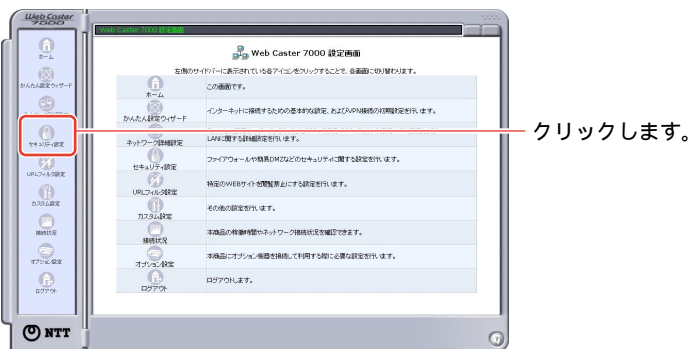 Web Caster
7000
Web Caster 7000 設定画面
Web Caster 7000 設定画面
左側のサイドバーに表示されている各アイコンをクリックすることで、各画面に切り替わります。
ホーム
かんたん設定ウィザード
セキュリティ設定
URLフィルタ設定
カスタム設定
接続状況
オプション設定
ログアウト
ホーム
この画面です。
かんたん設定ウィザード
インターネットに接続するための基本的な設定、およびVPN接続の初期設定を行います。
ネットワーク詳細設定
LANに関する詳細設定を行います。
セキュリティ設定
ファイアウォールや簡易DMZなどのセキュリティに関する設定を行います。
URLフィルタ設定
特定のWEBサイトを閲覧禁止にする設定を行います。
カスタム設定
その他の設定を行います。
接続状況
本商品の稼働時間やネットワーク接続状況を確認できます。
オプション設定
本商品にオプション機器を接続して利用する際に必要な設定を行います。
ログアウト
ログアウトします。
クリックします。
NTT